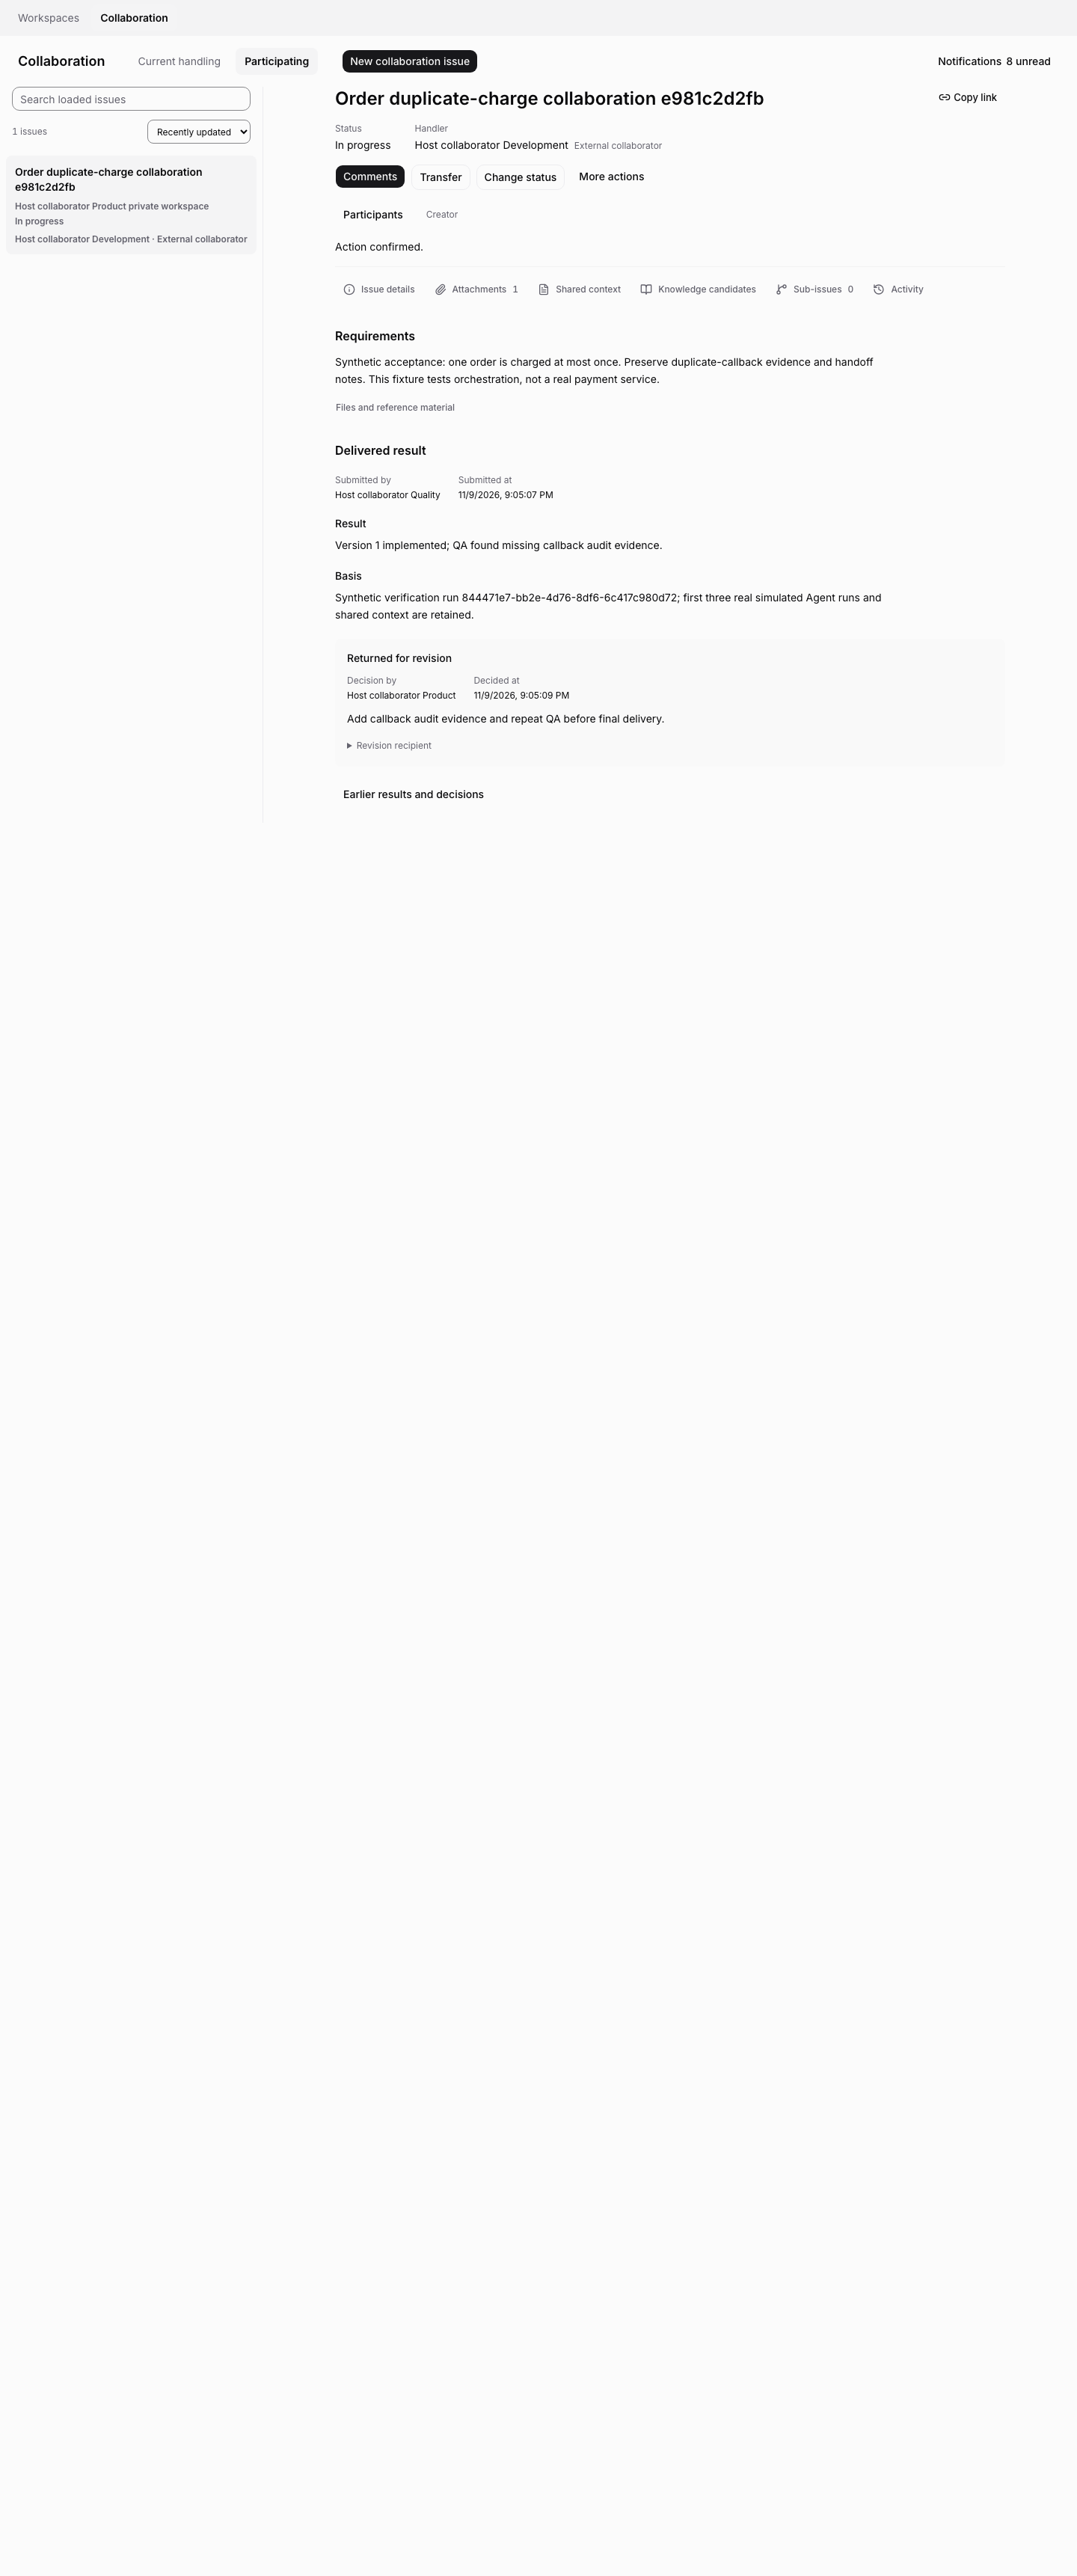 Workspaces Collaboration
Collaboration Current handling Participating New collaboration issue Notifications 8 unread
Search loaded issues
1 issues Recently updated
Order duplicate-charge collaboration
e981c2d2fb
Host collaborator Product private workspace
In progress
Host collaborator Development · External collaborator
Order duplicate-charge collaboration e981c2d2fb Copy link
Status Handler
In progress Host collaborator Development External collaborator
Comments Transfer Change status More actions
Participants Creator
Action confirmed.
Issue details Attachments 1 Shared context Knowledge candidates Sub-issues 0 Activity
Requirements
Synthetic acceptance: one order is charged at most once. Preserve duplicate-callback evidence and handoff
notes. This fixture tests orchestration, not a real payment service.
Files and reference material
Delivered result
Submitted by Submitted at
Host collaborator Quality 11/9/2026, 9:05:07 PM
Result
Version 1 implemented; QA found missing callback audit evidence.
Basis
Synthetic verification run 844471e7-bb2e-4d76-8df6-6c417c980d72; first three real simulated Agent runs and
shared context are retained.
Returned for revision
Decision by Decided at
Host collaborator Product 11/9/2026, 9:05:09 PM
Add callback audit evidence and repeat QA before final delivery.
Revision recipient
Earlier results and decisions